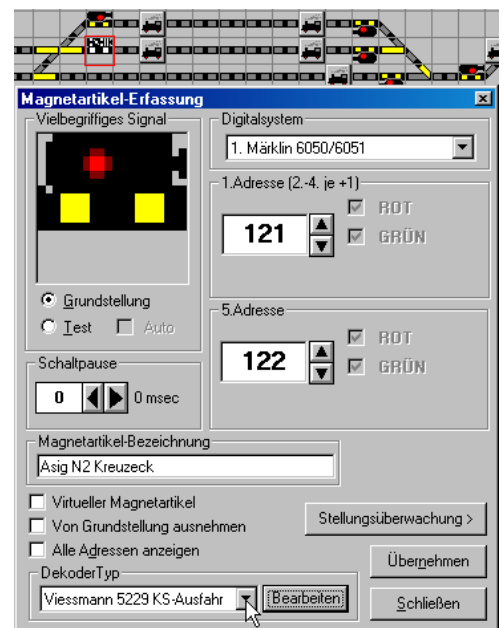 Magnetartikel-Erfassung
Vielbegriffiges Signal
Digitalsystem
1. Märklin 6050/6051
1.Adresse (2.-4. je +1)
121
ROT
GRÜN
Grundstellung
Test
Auto
5.Adresse
122
ROT
GRÜN
Schaltpause
0
0 msec
Magnetartikel-Bezeichnung
Asig N2 Kreuzeck
Virtueller Magnetartikel
Von Grundstellung ausnehmen
Alle Adressen anzeigen
Stellungsüberwachung >
Übernehmen
DekoderTyp
Viessmann 5229 KS-Ausfahr
Bearbeiten
Schließen